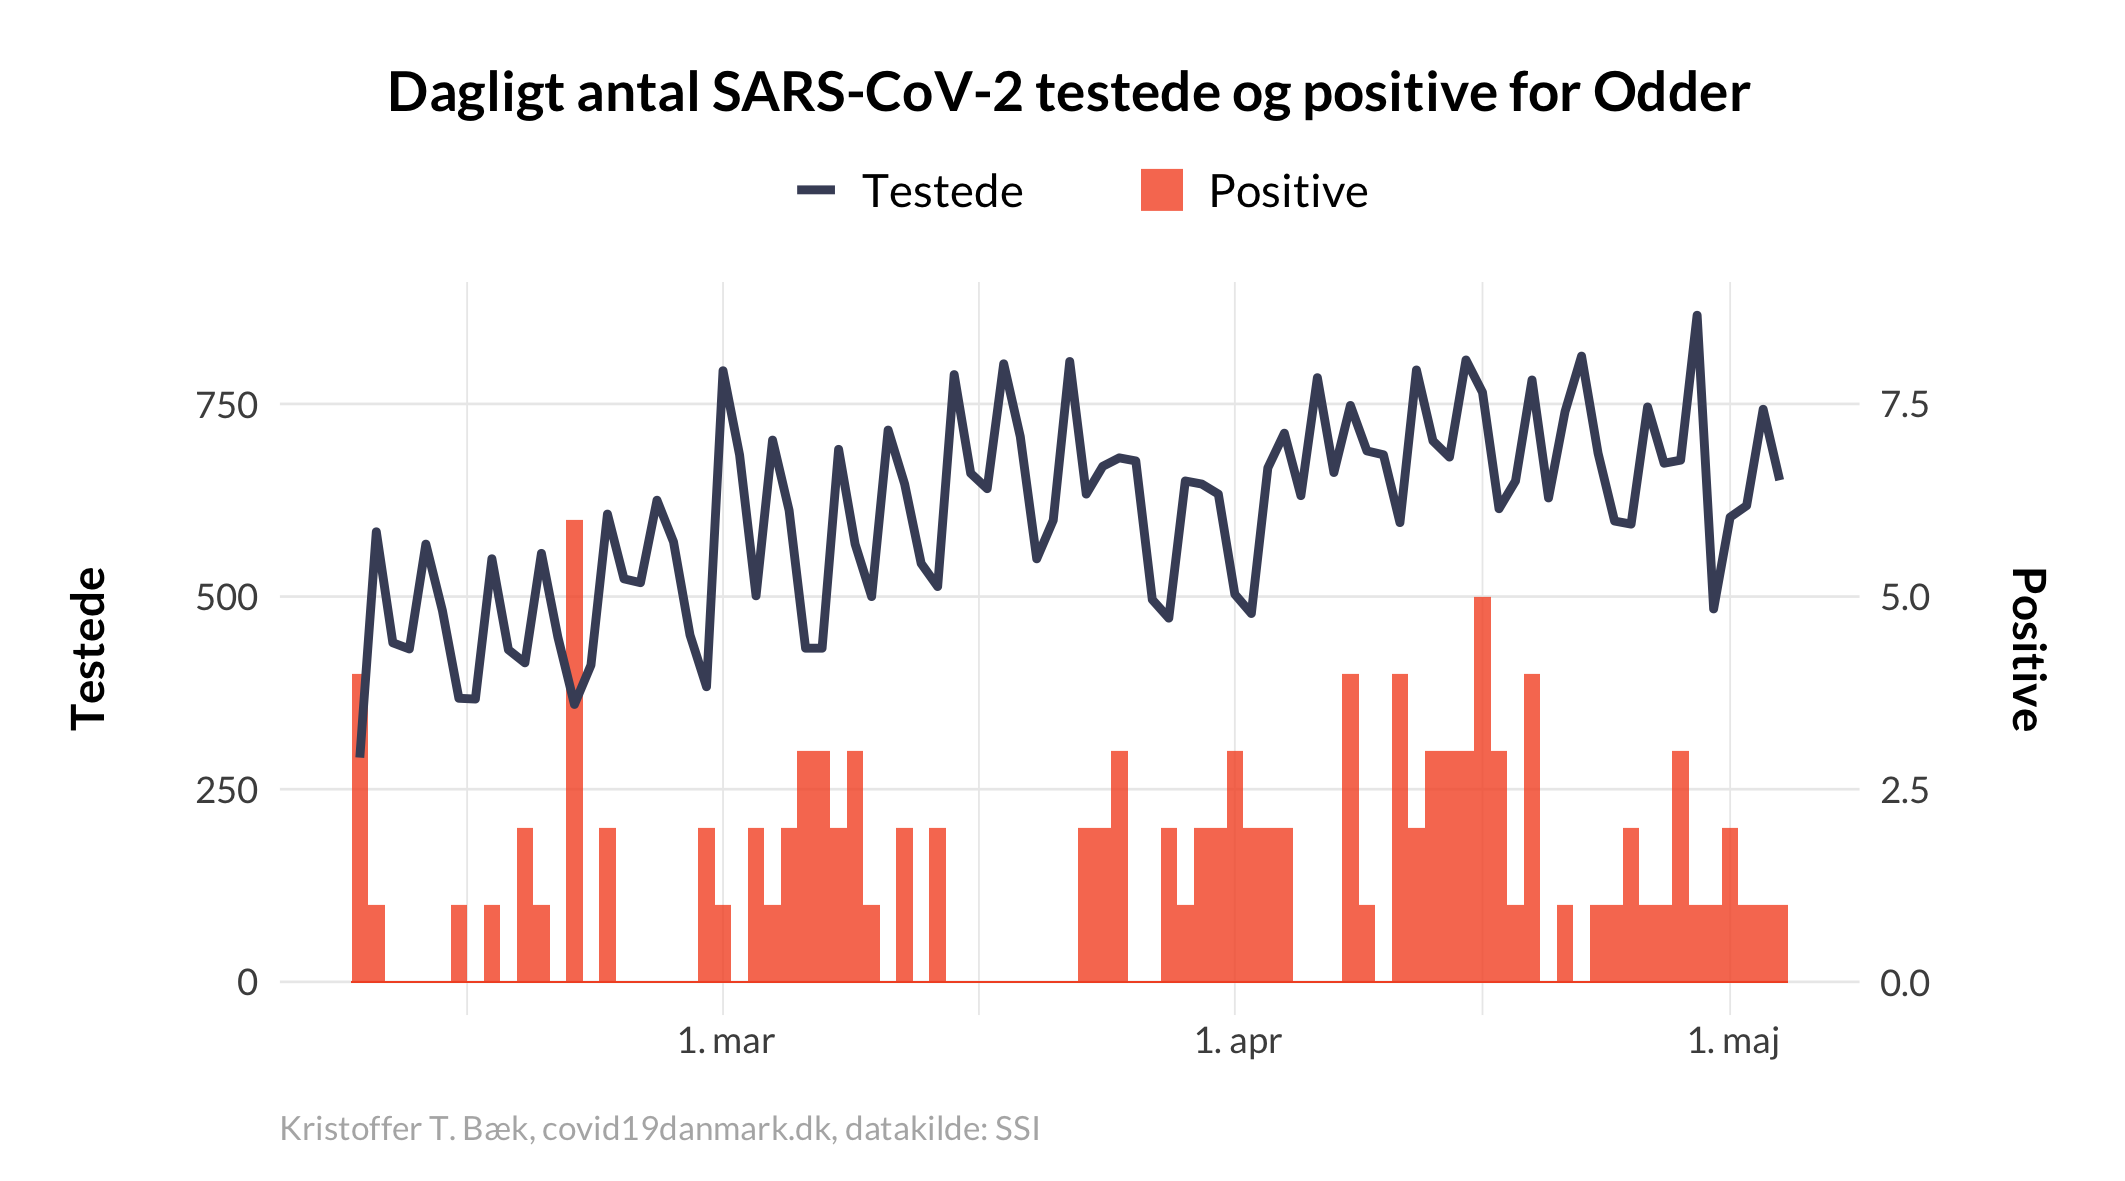 Dagligt antal SARS-CoV-2 testede og positive for Odder
Testede Positive
750 7.5
500 5.0
Testede Positive
250 2.5
0 0.0
1. mar 1. apr 1. maj
Kristoffer T. Bæk, covid19danmark.dk, datakilde: SSI